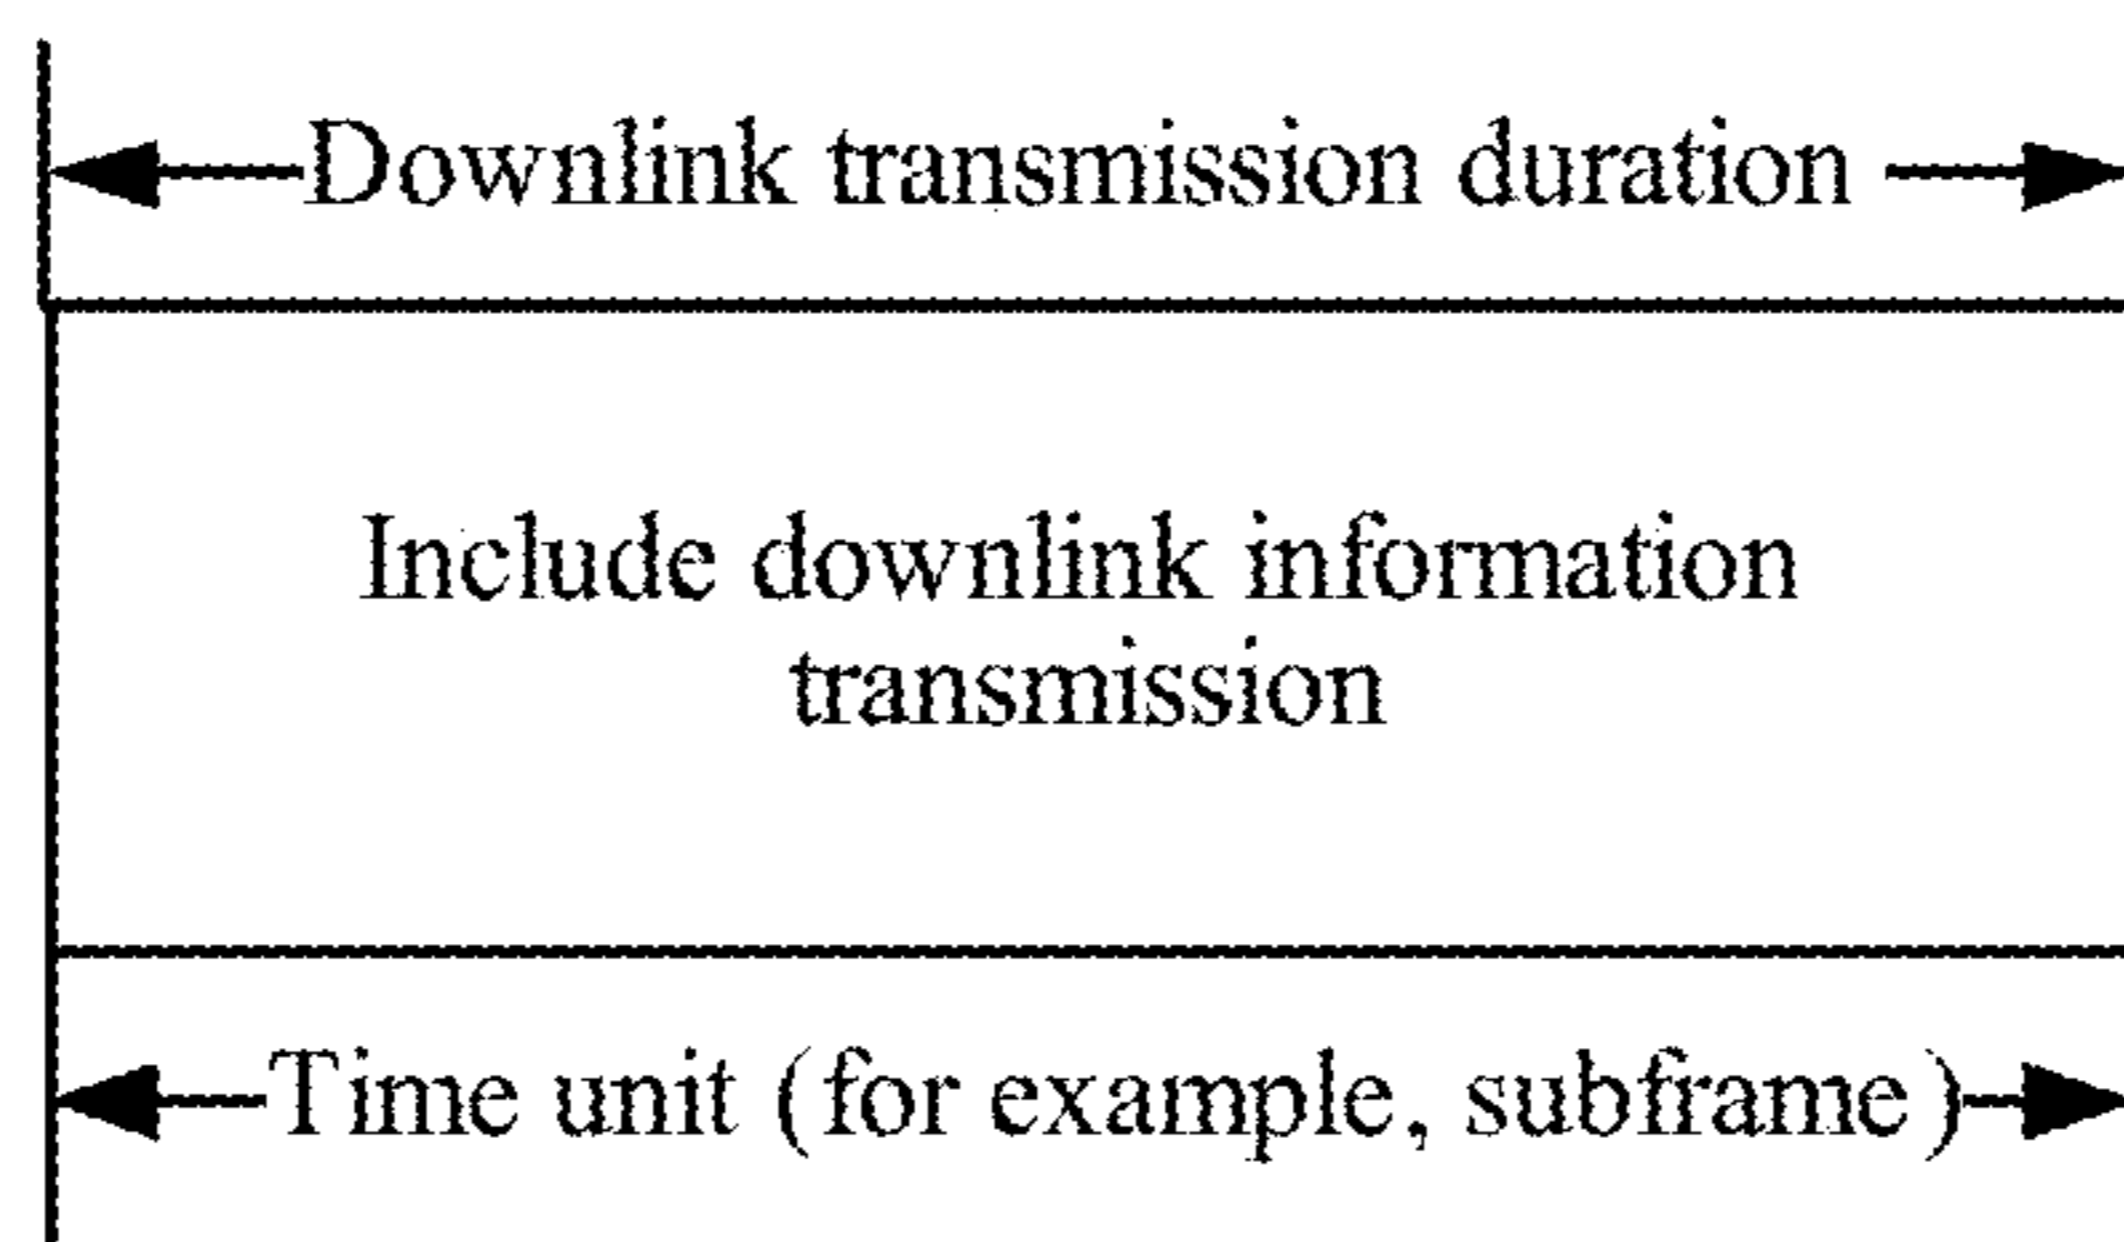 Downlink transmission duration
Include downlink information
transmission
Time unit (for example, subframe)